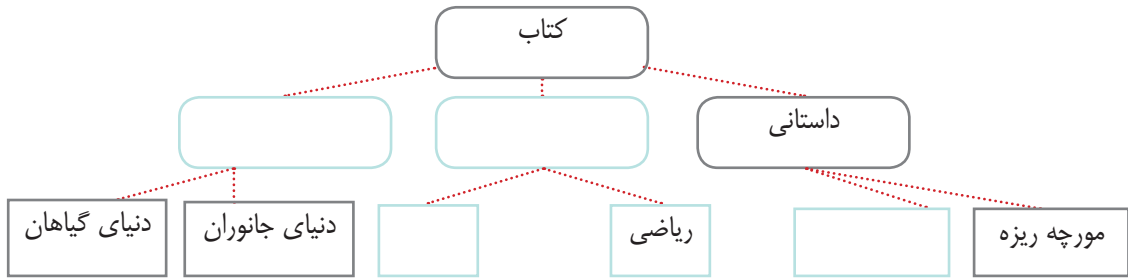 کتاب
داستانی
مورچه ریزه
ریاضی
دنیای جانوران
دنیای گیاهان